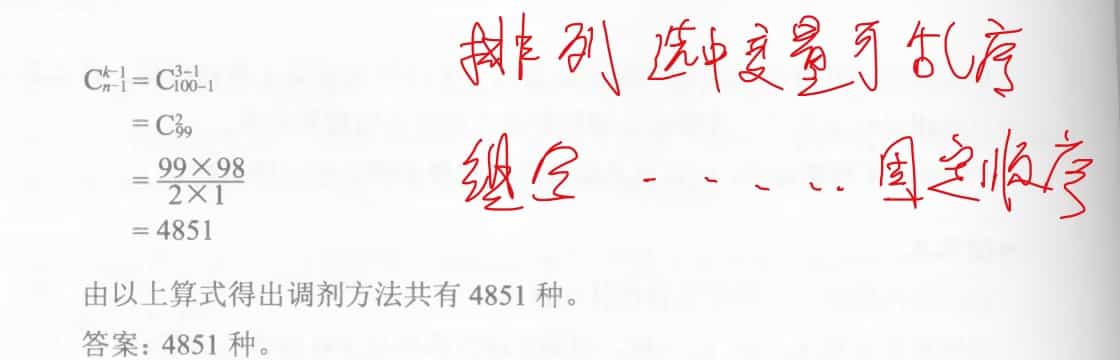 排列 选中变量可乱序
C_{n-1}^{k-1} = C_{100-1}^{3-1}
= C_{99}^{2}
组合 ...... 固定顺序
= \frac{99×98}{2×1}
= 4851
由以上算式得出调剂方法共有 4851 种。
答案: 4851 种。